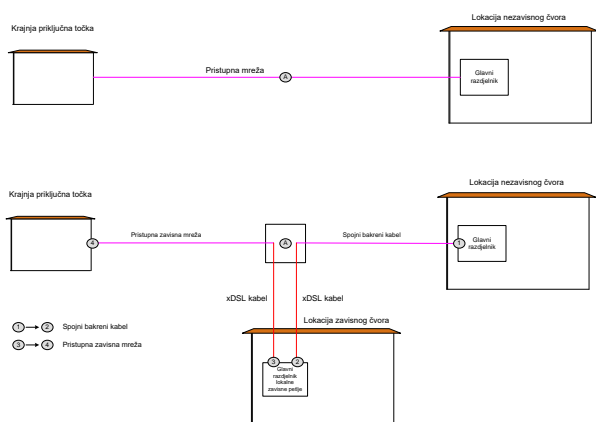 Krajnja priključna točka
Lokacija nezavisnog čvora
Pristupna mreža
A
Glavni
razdjelnik
Krajnja priključna točka
Lokacija nezavisnog čvora
4
Pristupna zavisna mreža
A
Spojni bakreni kabel
1
Glavni
razdjelnik
xDSL kabel
xDSL kabel
1 → 2 Spojni bakreni kabel
3 → 4 Pristupna zavisna mreža
Lokacija zavisnog čvora
3
2
Glavni
razdjelnik
lokalne
zavisne petlje